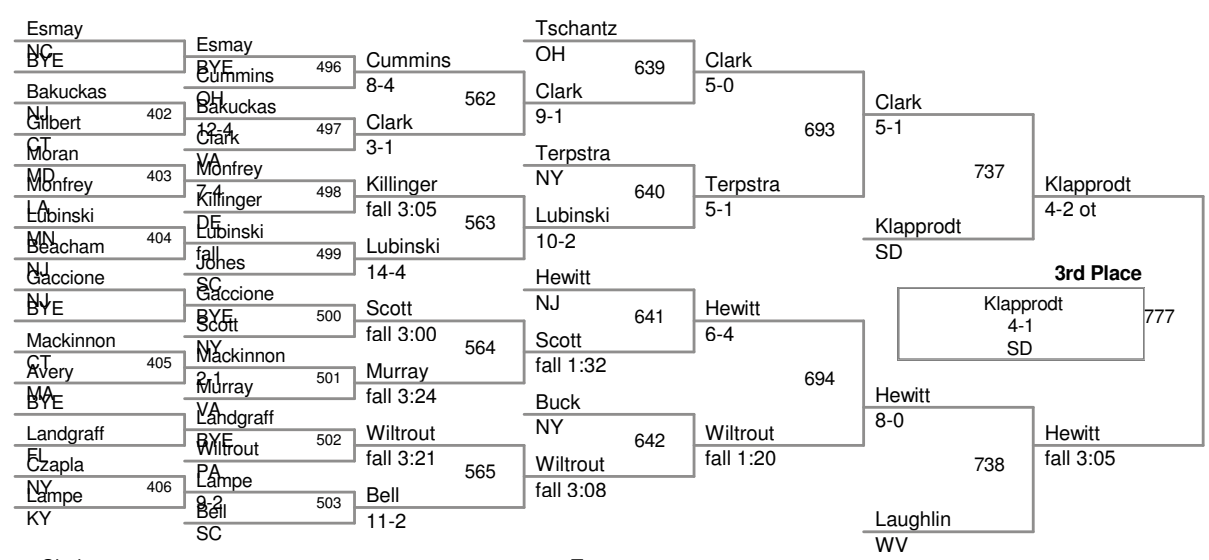 Esmay
NC
BYE
Bakuckas
NJ
402
Gilbert
CT
Moran
MD
403
Monfrey
LA
Lubinski
MN
404
Beacham
NJ
Gaccione
NJ
BYE
Mackinnon
CT
405
Avery
MA
BYE
Landgraff
FL
Czapla
NY
406
Lampe
KY
Esmay
BYE
496
Cummins
OH
Bakuckas
12-4
497
Clark
VA
Monfrey
7-4
498
Killinger
DE
Lubinski
fall
499
Jones
SC
Gaccione
BYE
500
Scott
NY
Mackinnon
2-1
501
Murray
VA
Landgraff
BYE
502
Wiltrout
PA
Lampe
9-2
503
Bell
SC
Cummins
8-4
562
Clark
3-1
Killinger
fall 3:05
563
Lubinski
14-4
Scott
fall 3:00
564
Murray
fall 3:24
Wiltrout
fall 3:21
565
Bell
11-2
Tschantz
OH
639
Clark
9-1
Terpstra
NY
640
Lubinski
10-2
Hewitt
NJ
641
Scott
fall 1:32
Buck
NY
642
Wiltrout
fall 3:08
Clark
5-0
693
Terpstra
5-1
Hewitt
6-4
694
Wiltrout
fall 1:20
Clark
5-1
737
Klapprodt
SD
Hewitt
8-0
738
Laughlin
WV
Klapprodt
4-2 ot
Hewitt
fall 3:05
3rd Place
Klapprodt
4-1
SD
777